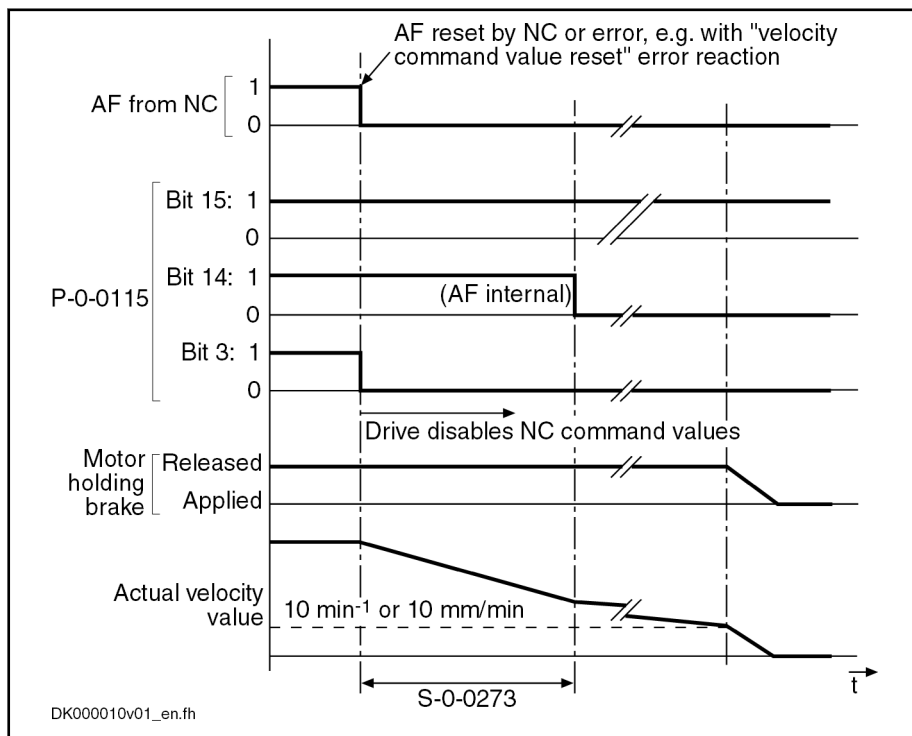 AF reset by NC or error, e.g. with "velocity
command value reset" error reaction
AF from NC
1
0
P-0-0115
Bit 15: 1
0
Bit 14: 1
(AF internal)
0
Bit 3: 1
0
Drive disables NC command values
Motor
holding
brake
Released
Applied
Actual velocity
value
10 min-1 or 10 mm/min
S-0-0273
t
DK000010v01_en.fh